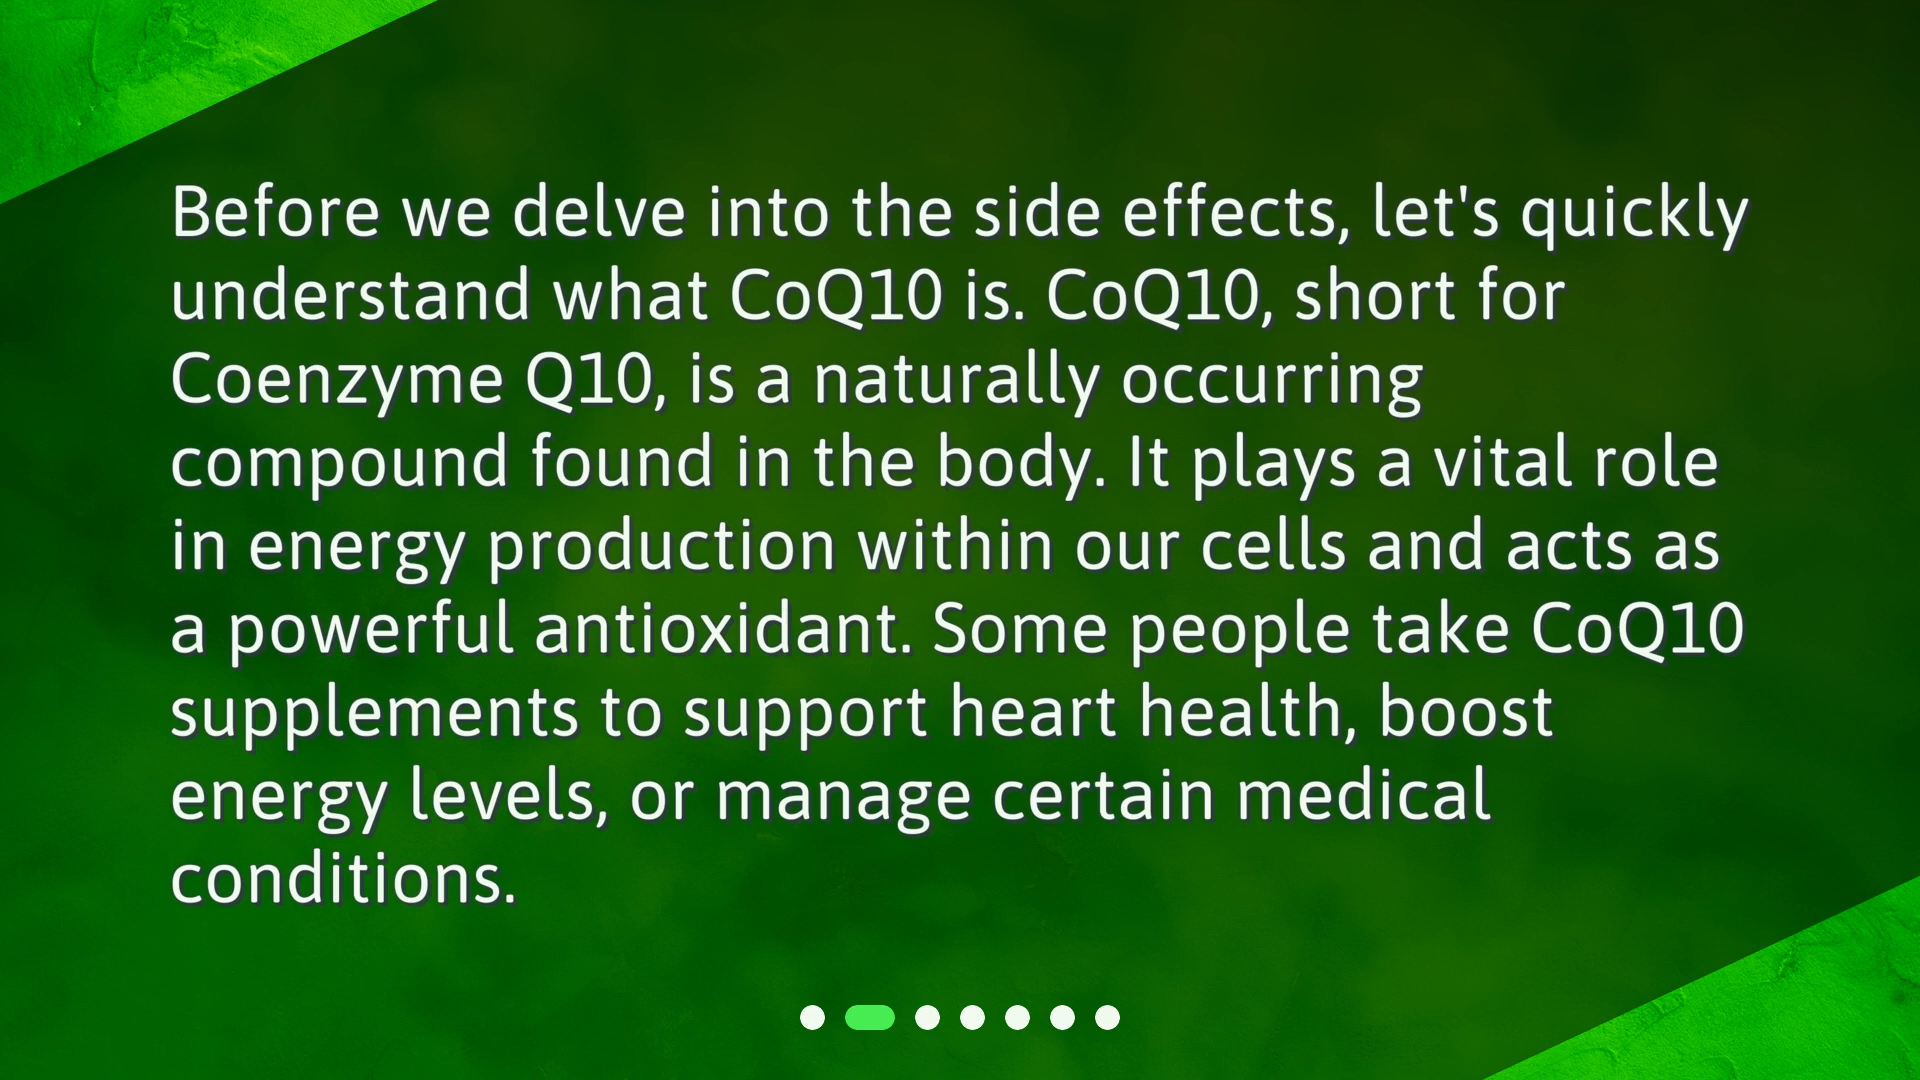 Before we delve into the side effects, let's quickly
understand what CoQ10 is. CoQ10, short for
Coenzyme Q10, is a naturally occurring
compound found in the body. It plays a vital role
in energy production within our cells and acts as
a powerful antioxidant. Some people take CoQ10
supplements to support heart health, boost
energy levels, or manage certain medical
conditions.